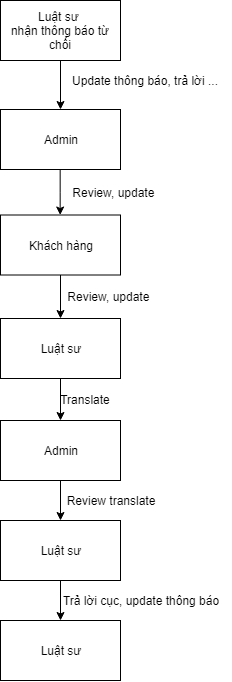 Luật sư
nhận thông báo từ
chối
Update thông báo, trả lời ...
Admin
Review, update
Khách hàng
Review, update
Luật sư
Translate
Admin
Review translate
Luật sư
Trả lời cục, update thông báo
Luật sư